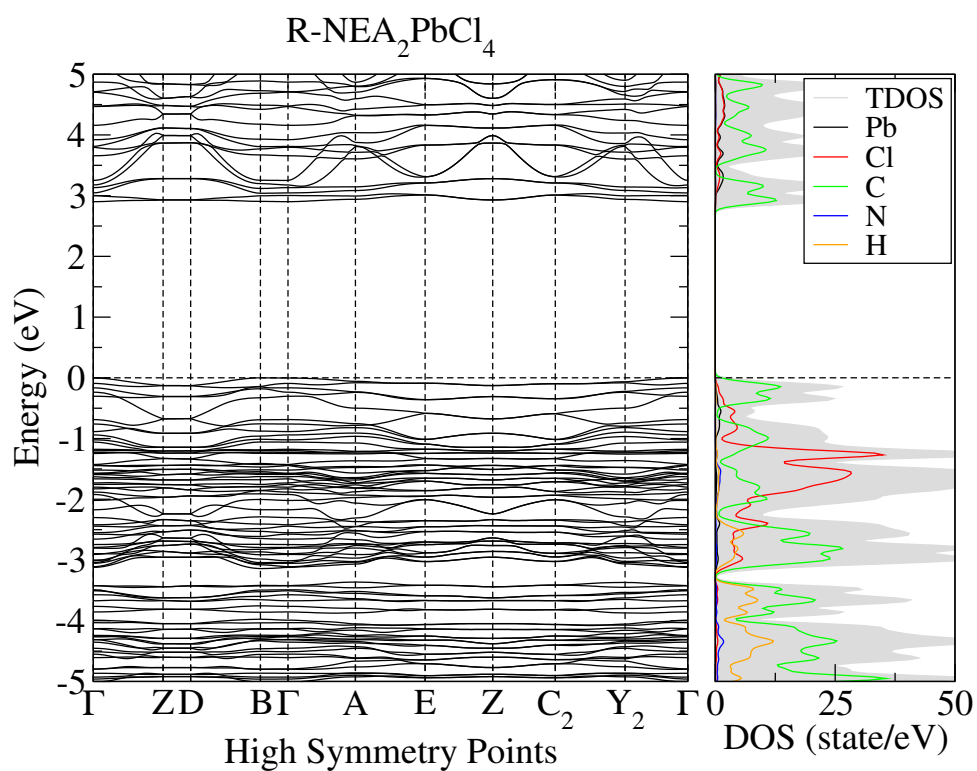 R-NEA₂PbCl₄
5
4
3
2
1
0
-1
-2
-3
-4
-5
Energy (eV)
Γ Z D B Γ A E Z C₂ Y₂ Γ
High Symmetry Points
TDOS
Pb
Cl
C
N
H
0 50
DOS (state/eV)